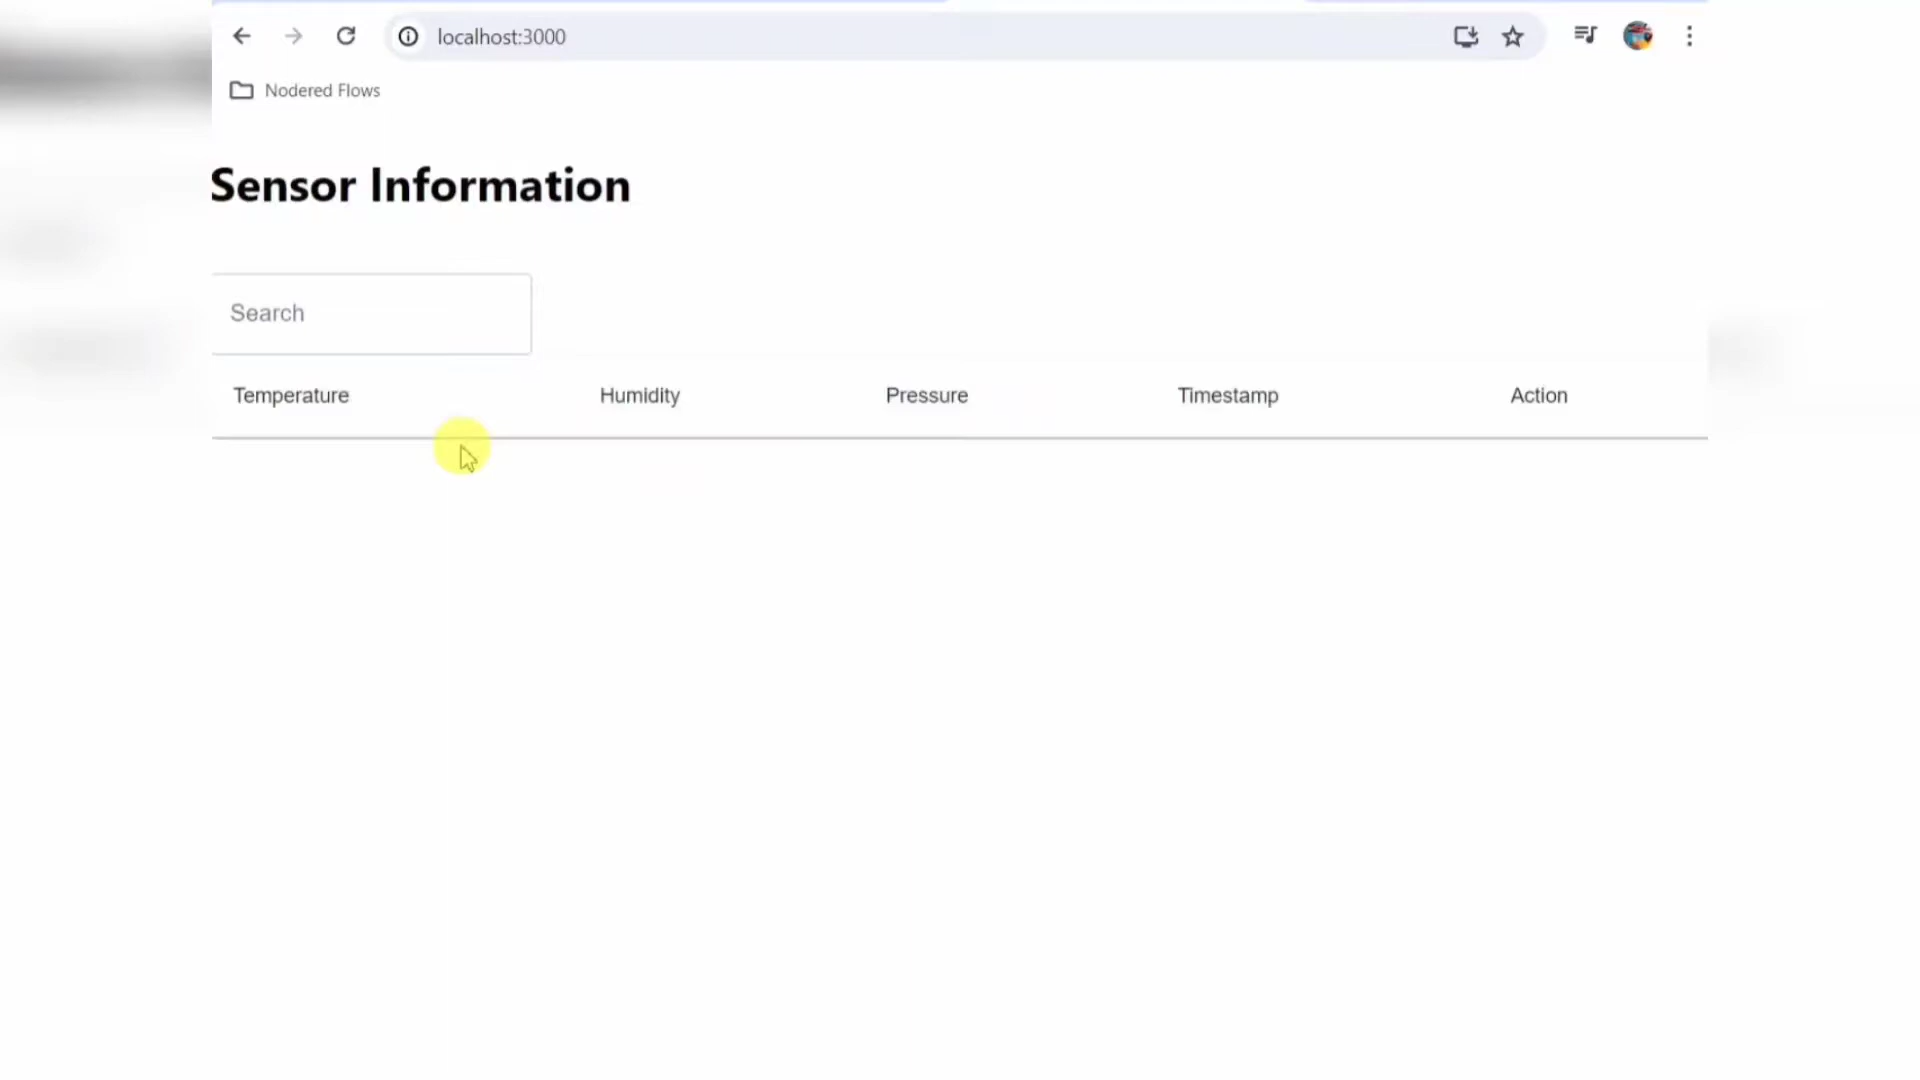 localhost:3000
Nodered Flows
Sensor Information
Search
Temperature Humidity Pressure Timestamp Action